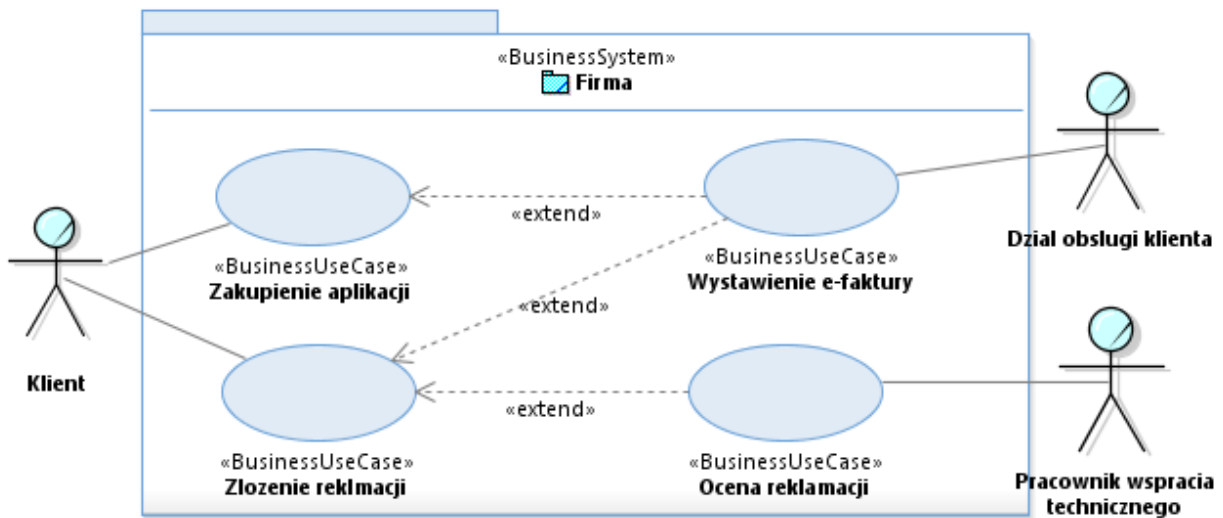 «BusinessSystem»
Firma
«extend»
Dzial obslugi klienta
«BusinessUseCase»
Zakupienie aplikacji
«BusinessUseCase»
Wystawienie e-faktury
«extend»
Klient
«extend»
«BusinessUseCase»
Zlozenie reklmacji
«BusinessUseCase»
Ocena reklamacji
Pracownik wspracia
technicznego